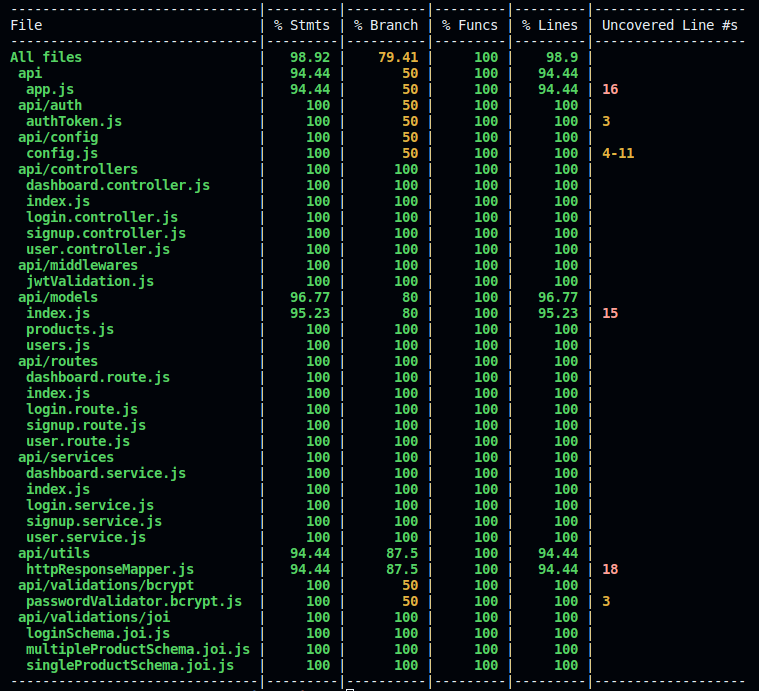 -------------------------------|---------|----------|---------|---------|-------------------
File                           | % Stmts | % Branch | % Funcs | % Lines | Uncovered Line #s
-------------------------------|---------|----------|---------|---------|-------------------
All files                      |   98.92 |    79.41 |     100 |    98.9 |
 api                           |   94.44 |       50 |     100 |   94.44 |
  app.js                       |   94.44 |       50 |     100 |   94.44 | 16
 api/auth                      |     100 |       50 |     100 |     100 |
  authToken.js                 |     100 |       50 |     100 |     100 | 3
 api/config                    |     100 |       50 |     100 |     100 |
  config.js                    |     100 |       50 |     100 |     100 | 4-11
 api/controllers               |     100 |      100 |     100 |     100 |
  dashboard.controller.js      |     100 |      100 |     100 |     100 |
  index.js                     |     100 |      100 |     100 |     100 |
  login.controller.js          |     100 |      100 |     100 |     100 |
  signup.controller.js         |     100 |      100 |     100 |     100 |
  user.controller.js           |     100 |      100 |     100 |     100 |
 api/middlewares               |     100 |      100 |     100 |     100 |
  jwtValidation.js             |     100 |      100 |     100 |     100 |
 api/models                    |   96.77 |       80 |     100 |   96.77 |
  index.js                     |   95.23 |       80 |     100 |   95.23 | 15
  products.js                  |     100 |      100 |     100 |     100 |
  users.js                     |     100 |      100 |     100 |     100 |
 api/routes                    |     100 |      100 |     100 |     100 |
  dashboard.route.js           |     100 |      100 |     100 |     100 |
  index.js                     |     100 |      100 |     100 |     100 |
  login.route.js               |     100 |      100 |     100 |     100 |
  signup.route.js              |     100 |      100 |     100 |     100 |
  user.route.js                |     100 |      100 |     100 |     100 |
 api/services                  |     100 |      100 |     100 |     100 |
  dashboard.service.js         |     100 |      100 |     100 |     100 |
  index.js                     |     100 |      100 |     100 |     100 |
  login.service.js             |     100 |      100 |     100 |     100 |
  signup.service.js            |     100 |      100 |     100 |     100 |
  user.service.js              |     100 |      100 |     100 |     100 |
 api/utils                     |   94.44 |     87.5 |     100 |   94.44 |
  httpResponseMapper.js        |   94.44 |     87.5 |     100 |   94.44 | 18
 api/validations/bcrypt        |     100 |       50 |     100 |     100 |
  passwordValidator.bcrypt.js  |     100 |       50 |     100 |     100 | 3
 api/validations/joi           |     100 |      100 |     100 |     100 |
  loginSchema.joi.js           |     100 |      100 |     100 |     100 |
  multipleProductSchema.joi.js |     100 |      100 |     100 |     100 |
  singleProductSchema.joi.js   |     100 |      100 |     100 |     100 |
-------------------------------|---------|----------|---------|---------|-------------------